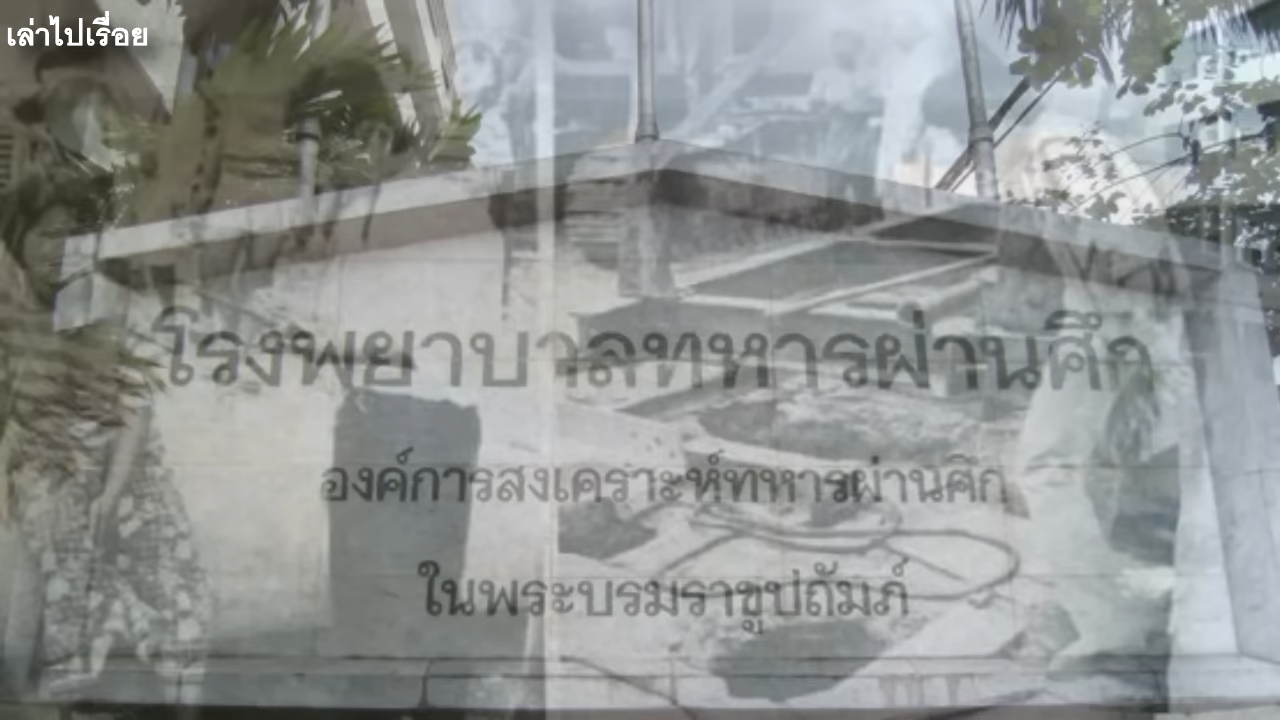 เล่าไปเรื่อย
โรงพยาบาลทหารผ่านศึก
องค์การสงเคราะห์ทหารผ่านศึก
ในพระบรมราชูปถัมภ์